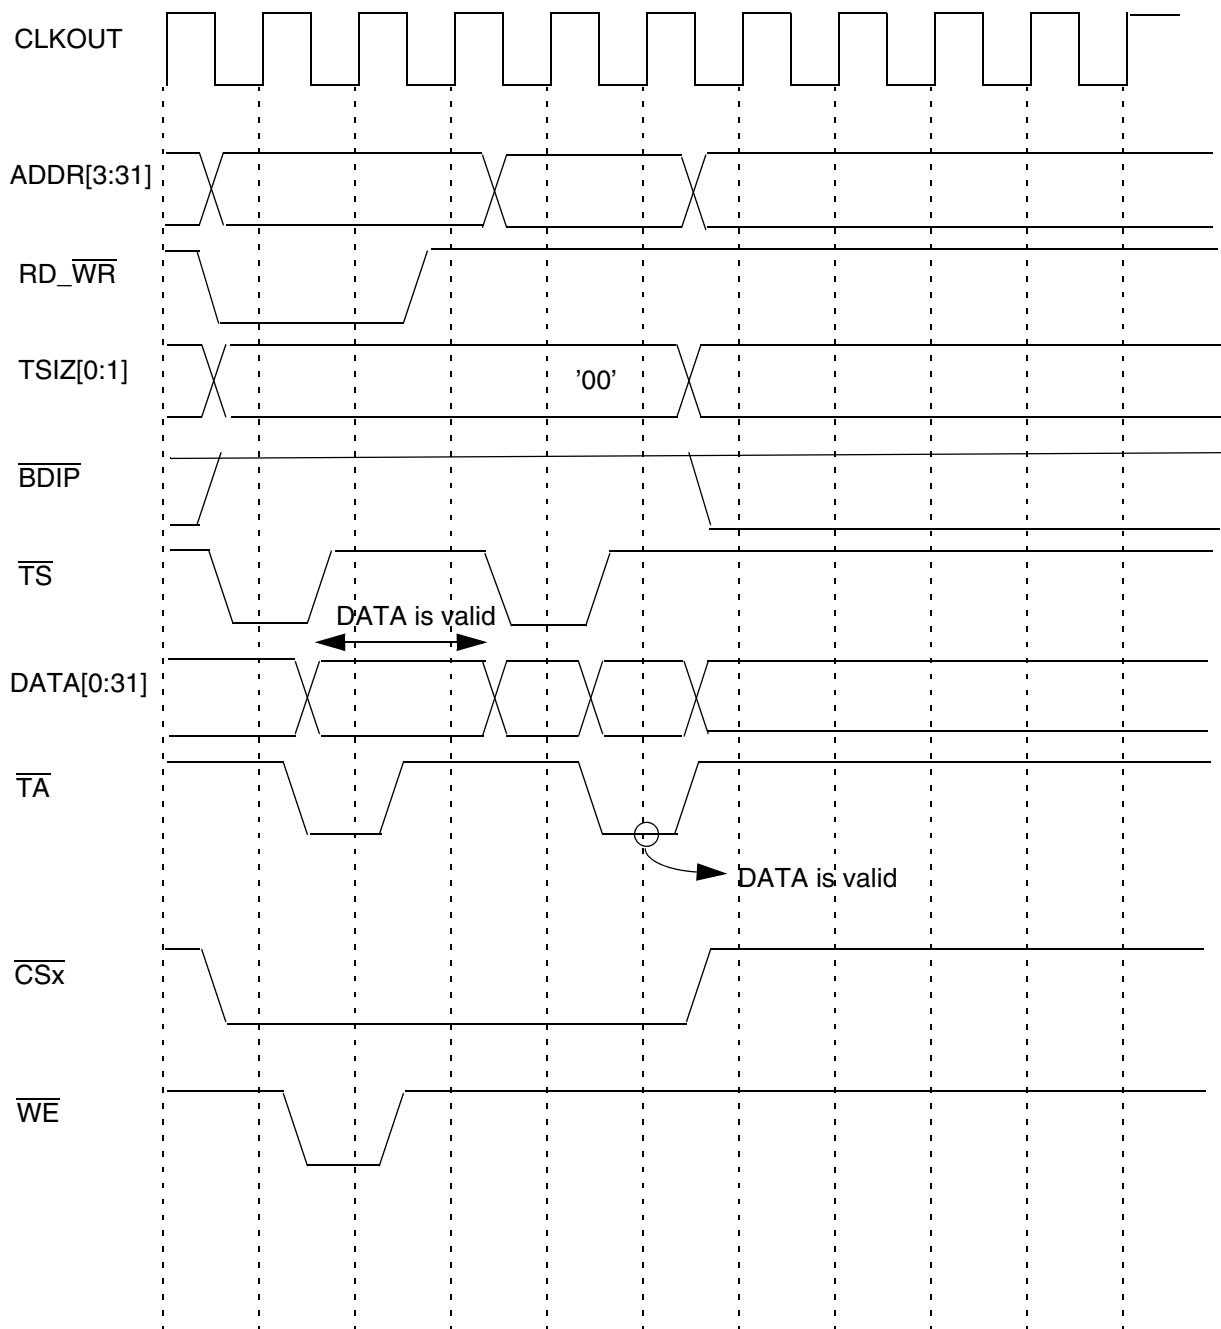 CLKOUT
ADDR[3:31]
RD_WR
TSIZ[0:1]
'00'
BDIP
TS
DATA is valid
DATA[0:31]
TA
DATA is valid
CSx
WE